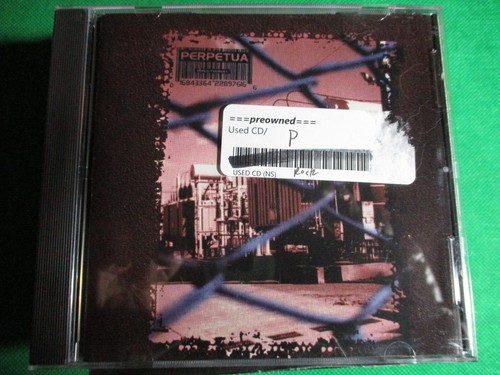 PERPETUA
===preowned===
Used CD/
P
USED CD (NS) Rock